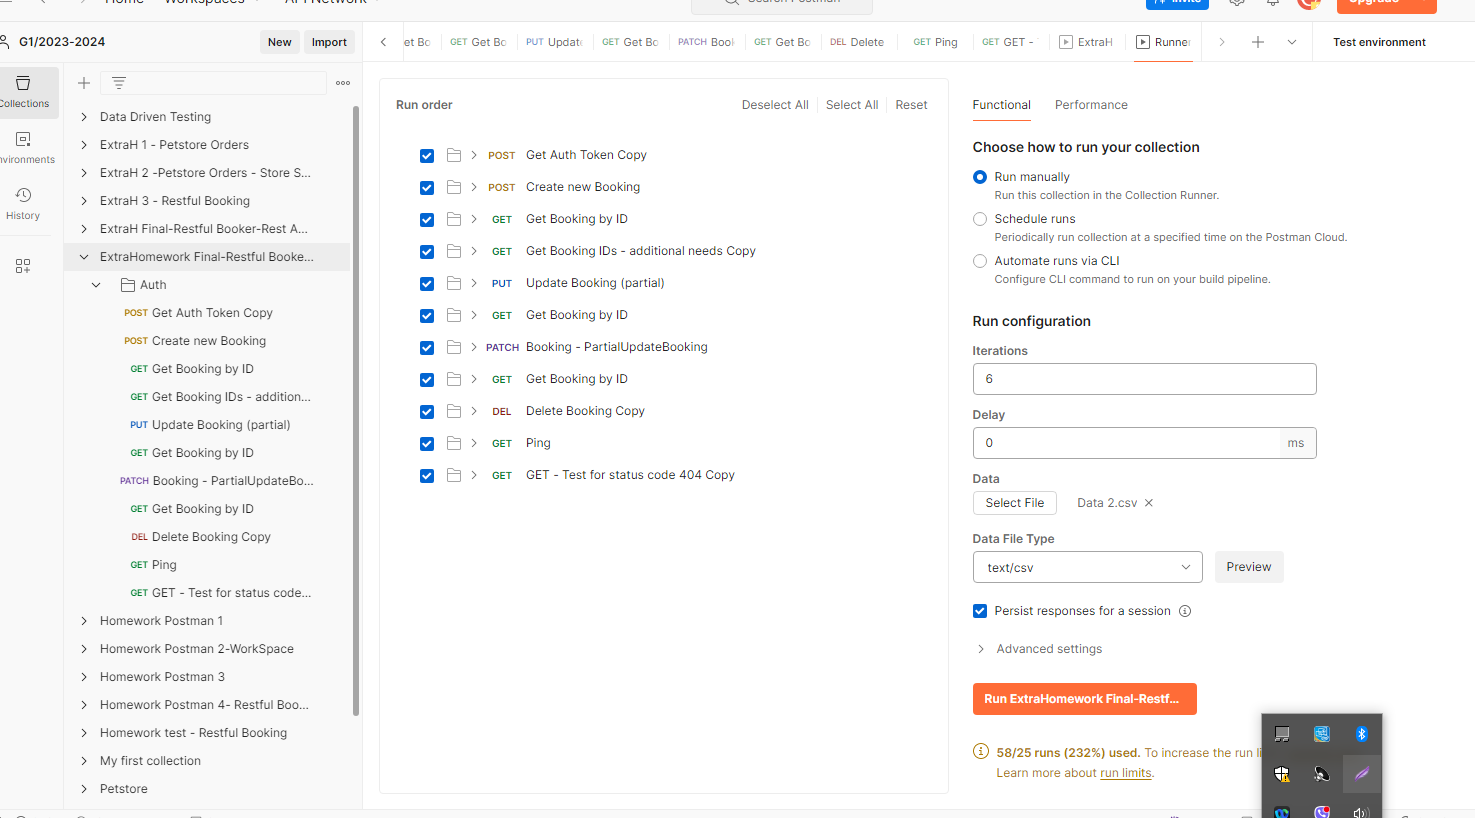 Home
Workspaces
API Network
Search Postman
Invite
Upgrade
G1/2023-2024
New
Import
et Bo
GET Get Bo
PUT Updat
GET Get Bo
PATCH Book
GET Get Bo
DEL Delete
GET Ping
GET GET -
ExtraH
Runner
Test environment
Collections
nvironments
History
Data Driven Testing
ExtraH 1 - Petstore Orders
ExtraH 2 -Petstore Orders - Store S...
ExtraH 3 - Restful Booking
ExtraH Final-Restful Booker-Rest A...
ExtraHomework Final-Restful Booke...
Auth
POST Get Auth Token Copy
POST Create new Booking
GET Get Booking by ID
GET Get Booking IDs - addition...
PUT Update Booking (partial)
GET Get Booking by ID
PATCH Booking - PartialUpdateBo...
GET Get Booking by ID
DEL Delete Booking Copy
GET Ping
GET GET - Test for status code...
Homework Postman 1
Homework Postman 2-WorkSpace
Homework Postman 3
Homework Postman 4- Restful Boo...
Homework test - Restful Booking
My first collection
Petstore
Run order
Deselect All
Select All
Reset
POST Get Auth Token Copy
POST Create new Booking
GET Get Booking by ID
GET Get Booking IDs - additional needs Copy
PUT Update Booking (partial)
GET Get Booking by ID
PATCH Booking - PartialUpdateBooking
GET Get Booking by ID
DEL Delete Booking Copy
GET Ping
GET GET - Test for status code 404 Copy
Functional
Performance
Choose how to run your collection
Run manually
Run this collection in the Collection Runner.
Schedule runs
Periodically run collection at a specified time on the Postman Cloud.
Automate runs via CLI
Configure CLI command to run on your build pipeline.
Run configuration
Iterations
6
Delay
0
ms
Data
Select File
Data 2.csv
Data File Type
text/csv
Preview
Persist responses for a session
Advanced settings
Run ExtraHomework Final-Restf...
58/25 runs (232%) used. To increase the run li
Learn more about run limits.